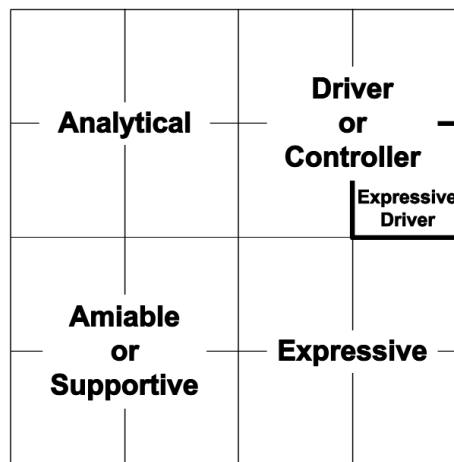 Analytical
Driver
or
Controller
Expressive
Driver
Amiable
or
Supportive
Expressive